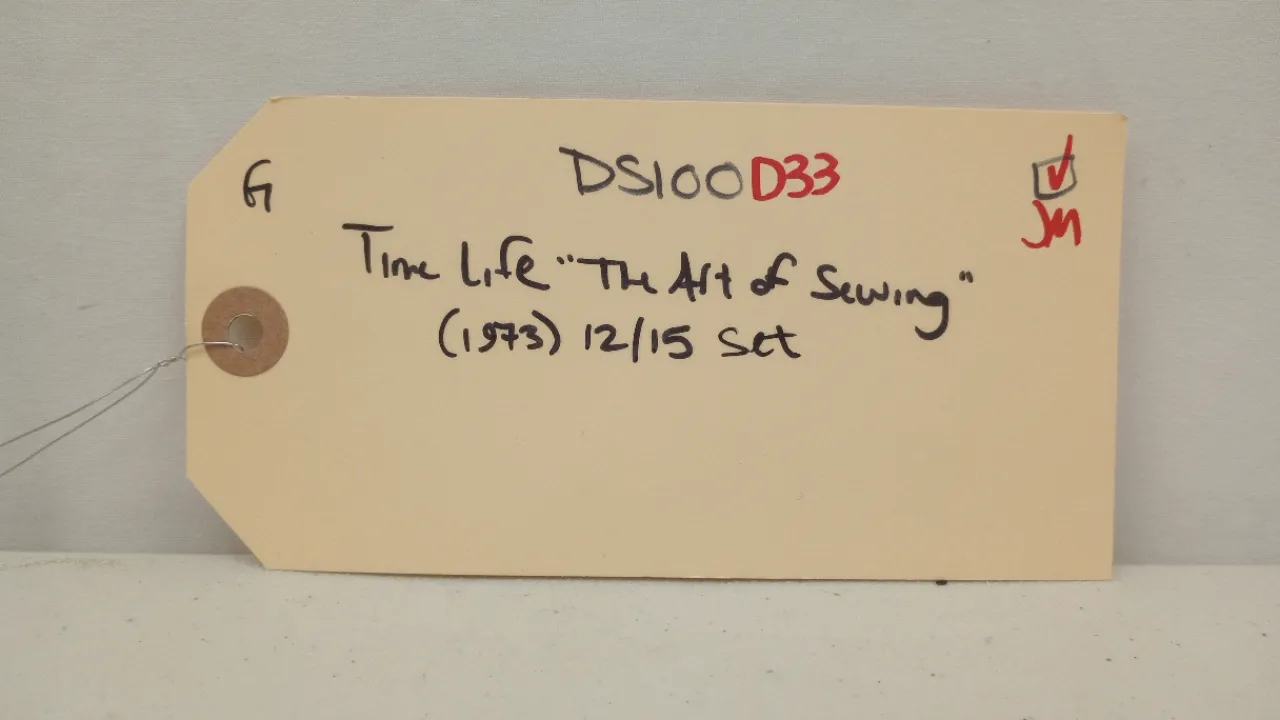 G
DS100D33
JM
Time Life "The Art of Sewing"
(1973) 12/15 Set